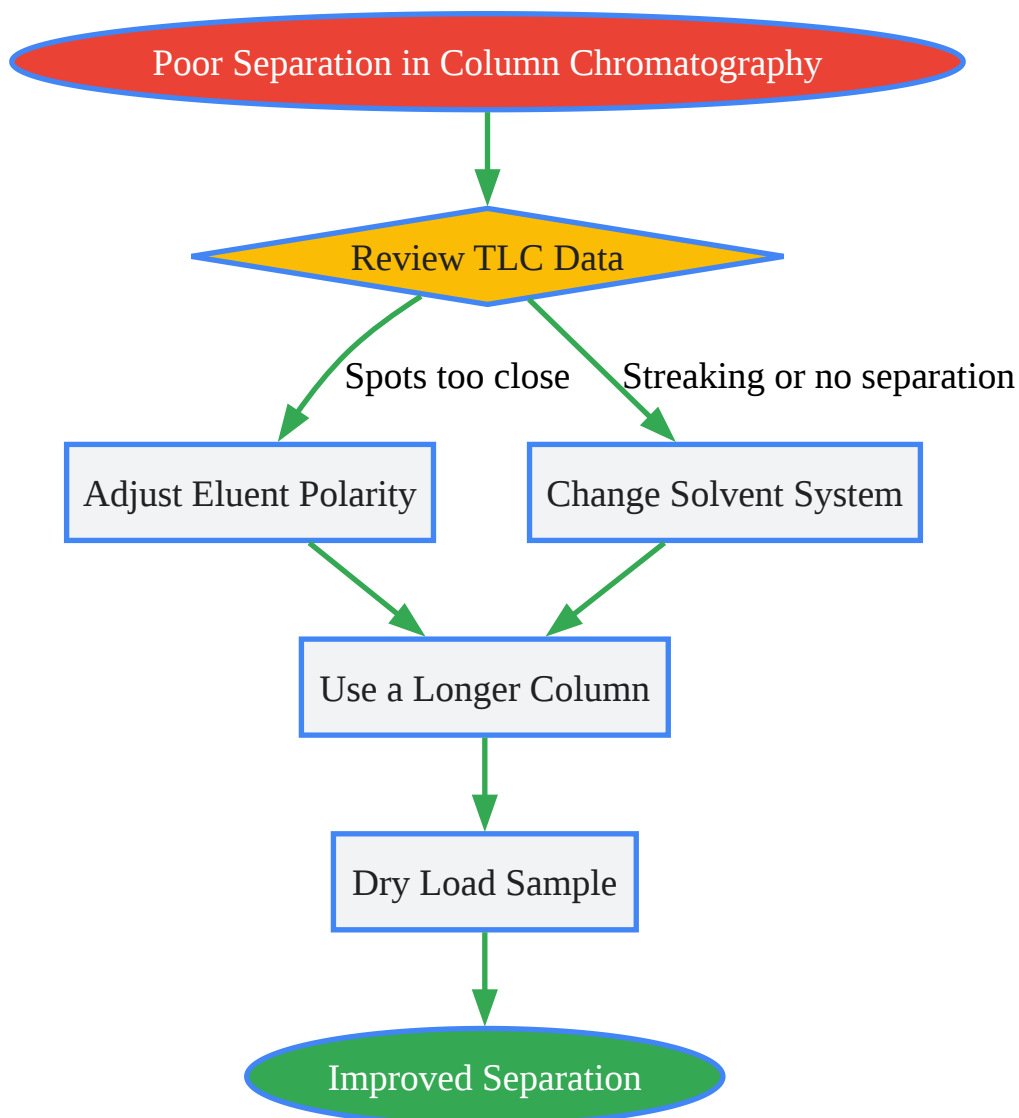 Poor Separation in Column Chromatography
Review TLC Data
Spots too close
Streaking or no separation
Adjust Eluent Polarity
Change Solvent System
Use a Longer Column
Dry Load Sample
Improved Separation